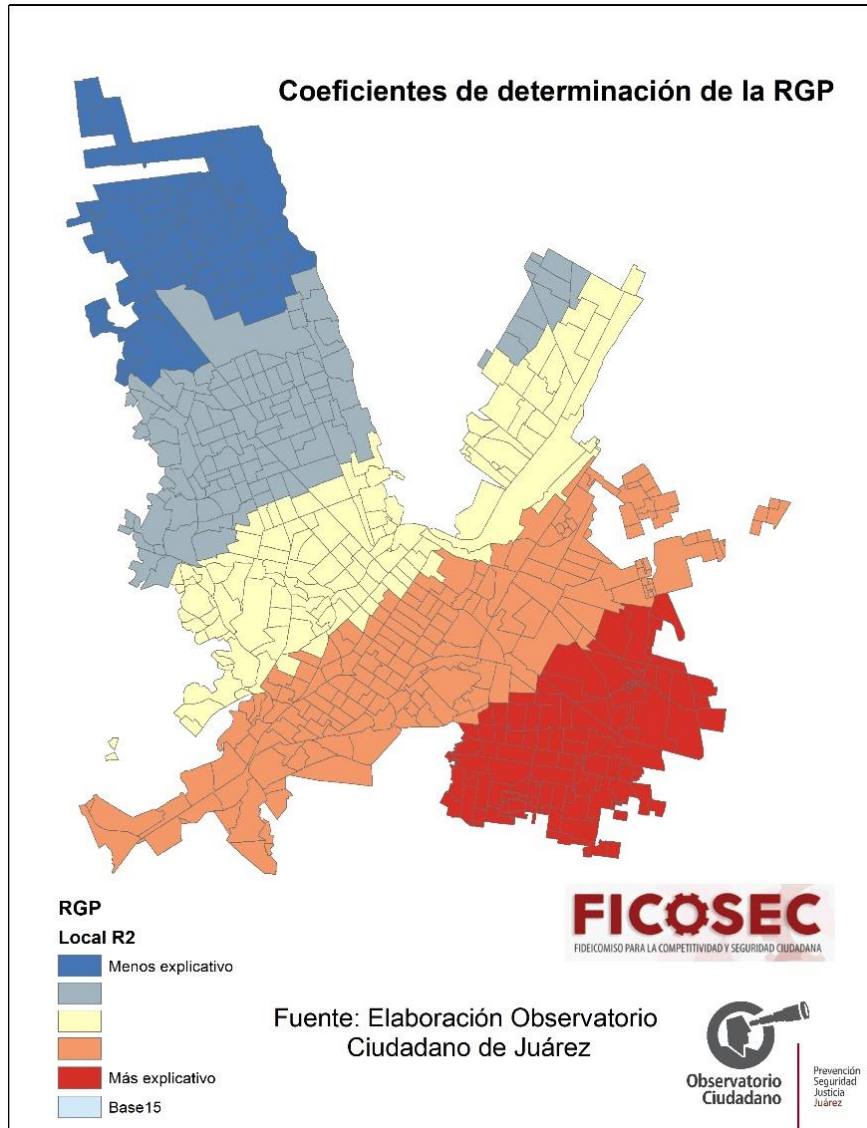 Coeficientes de determinación de la RGP
RGP
Local R2
Menos explicativo
Más explicativo
Base15
FICOSEC
FIDEICOMISO PARA LA COMPETITIVIDAD Y SEGURIDAD CIUDADANA
Fuente: Elaboración Observatorio
Ciudadano de Juárez
Observatorio
Ciudadano
Prevención
Seguridad
Justicia
Juárez